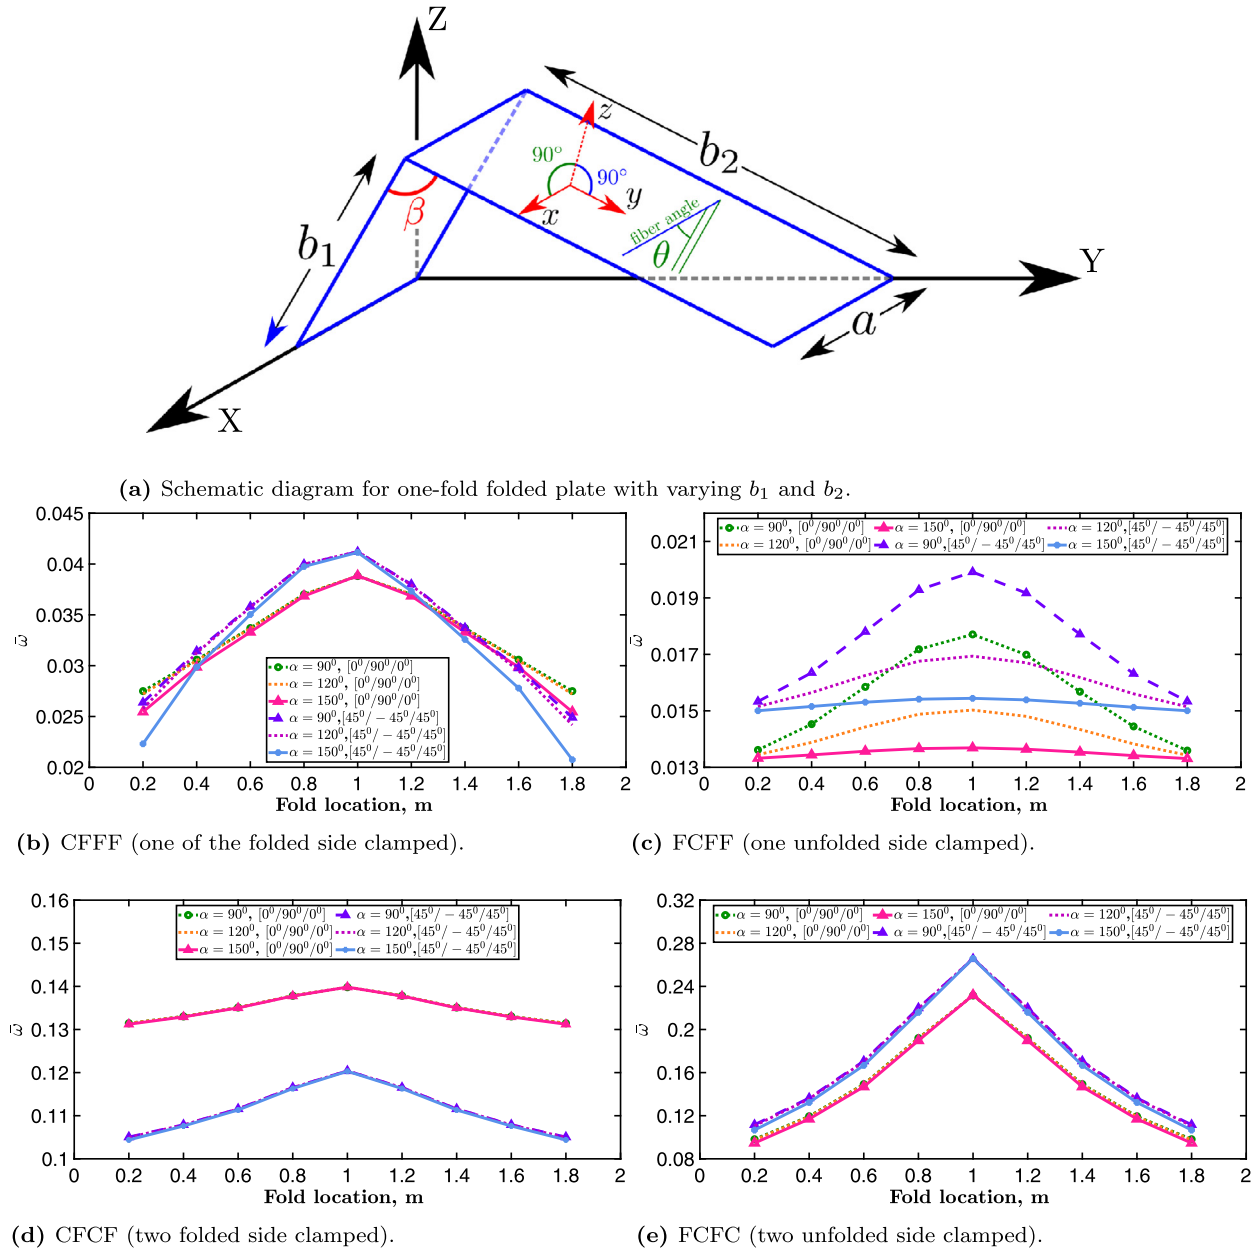 Z
z
90°
90°
b₂
x
y
β
b₁
fiber angle
θ
Y
a
X
(a) Schematic diagram for one-fold folded plate with varying b₁ and b₂.
0.045
0.04
0.035
0.03
0.025
0.02
ω̄
α = 90⁰, [0⁰/90⁰/0⁰]
α = 120⁰, [0⁰/90⁰/0⁰]
α = 150⁰, [0⁰/90⁰/0⁰]
α = 90⁰,[45⁰/ − 45⁰/45⁰]
α = 120⁰,[45⁰/ − 45⁰/45⁰]
α = 150⁰,[45⁰/ − 45⁰/45⁰]
0 0.2 0.4 0.6 0.8 1 1.2 1.4 1.6 1.8 2
Fold location, m
(b) CFFF (one of the folded side clamped).
0.021
0.019
0.017
0.015
0.013
ω̄
α = 90⁰, [0⁰/90⁰/0⁰] α = 150⁰, [0⁰/90⁰/0⁰] α = 120⁰,[45⁰/ − 45⁰/45⁰]
α = 120⁰, [0⁰/90⁰/0⁰] α = 90⁰,[45⁰/ − 45⁰/45⁰] α = 150⁰,[45⁰/ − 45⁰/45⁰]
0 0.2 0.4 0.6 0.8 1 1.2 1.4 1.6 1.8 2
Fold location, m
(c) FCFF (one unfolded side clamped).
0.16
0.15
0.14
0.13
0.12
0.11
0.1
ω̄
α = 90⁰, [0⁰/90⁰/0⁰] α = 90⁰,[45⁰/ − 45⁰/45⁰]
α = 120⁰, [0⁰/90⁰/0⁰] α = 120⁰,[45⁰/ − 45⁰/45⁰]
α = 150⁰, [0⁰/90⁰/0⁰] α = 150⁰,[45⁰/ − 45⁰/45⁰]
0 0.2 0.4 0.6 0.8 1 1.2 1.4 1.6 1.8 2
Fold location, m
(d) CFCF (two folded side clamped).
0.32
0.28
0.24
0.2
0.16
0.12
0.08
ω̄
α = 90⁰, [0⁰/90⁰/0⁰] α = 150⁰, [0⁰/90⁰/0⁰] α = 120⁰,[45⁰/ − 45⁰/45⁰]
α = 120⁰, [0⁰/90⁰/0⁰] α = 90⁰,[45⁰/ − 45⁰/45⁰] α = 150⁰,[45⁰/ − 45⁰/45⁰]
0 0.2 0.4 0.6 0.8 1 1.2 1.4 1.6 1.8 2
Fold location, m
(e) FCFC (two unfolded side clamped).